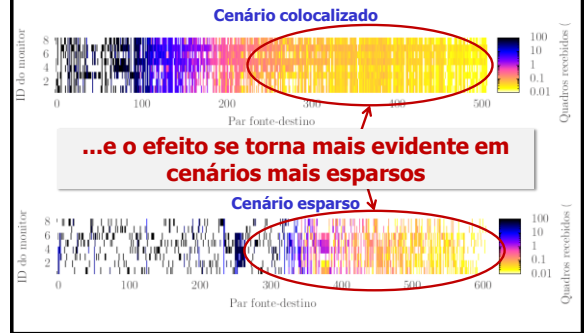 Cenário colocalizado
ID do monitor
8
6
4
2
0 100 200 300 400 500
Par fonte-destino
100
10
1
0.1
0.01
Quadros recebidos (
...e o efeito se torna mais evidente em
cenários mais esparsos
Cenário esparso
ID do monitor
8
6
4
2
0 100 200 300 400 500 600
Par fonte-destino
100
10
1
0.1
0.01
Quadros recebidos (